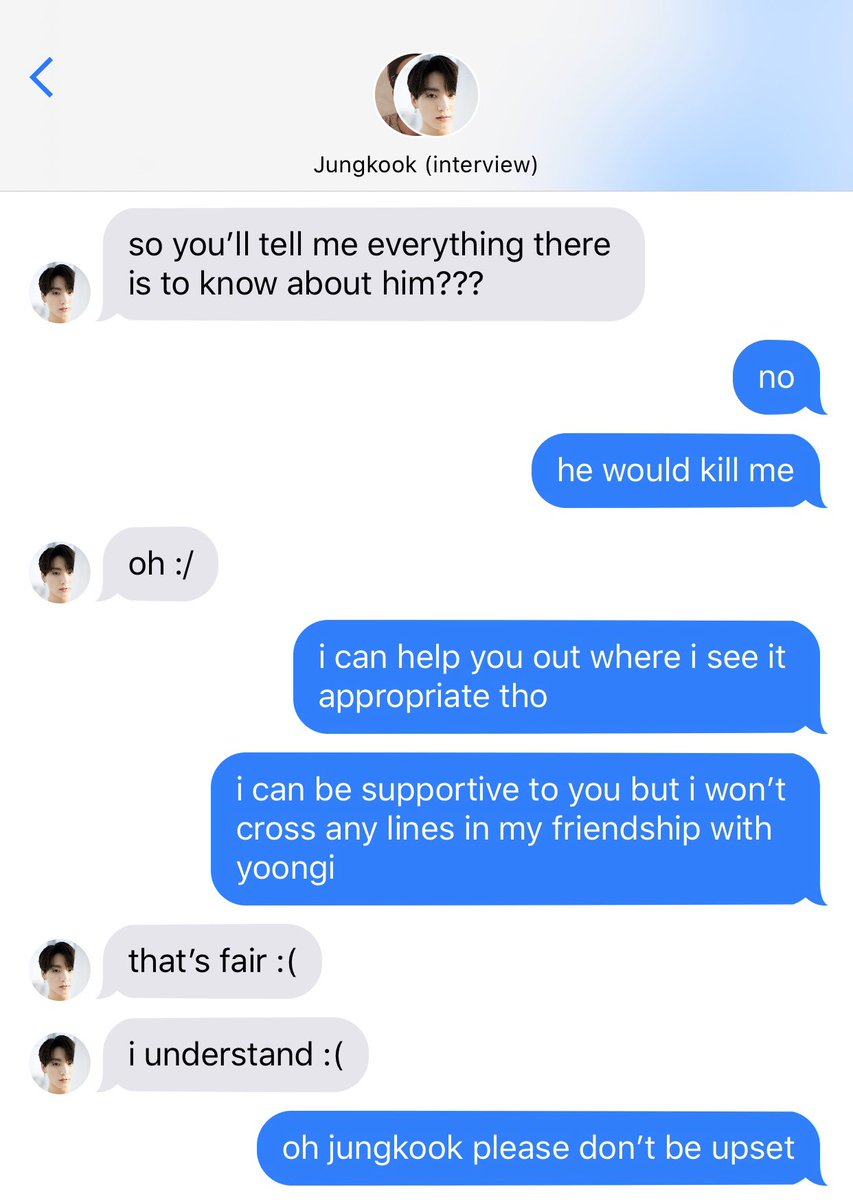 Jungkook (interview)
so you’ll tell me everything there
is to know about him???
no
he would kill me
oh :/
i can help you out where i see it
appropriate tho
i can be supportive to you but i won’t
cross any lines in my friendship with
yoongi
that’s fair :(
i understand :(
oh jungkook please don’t be upset